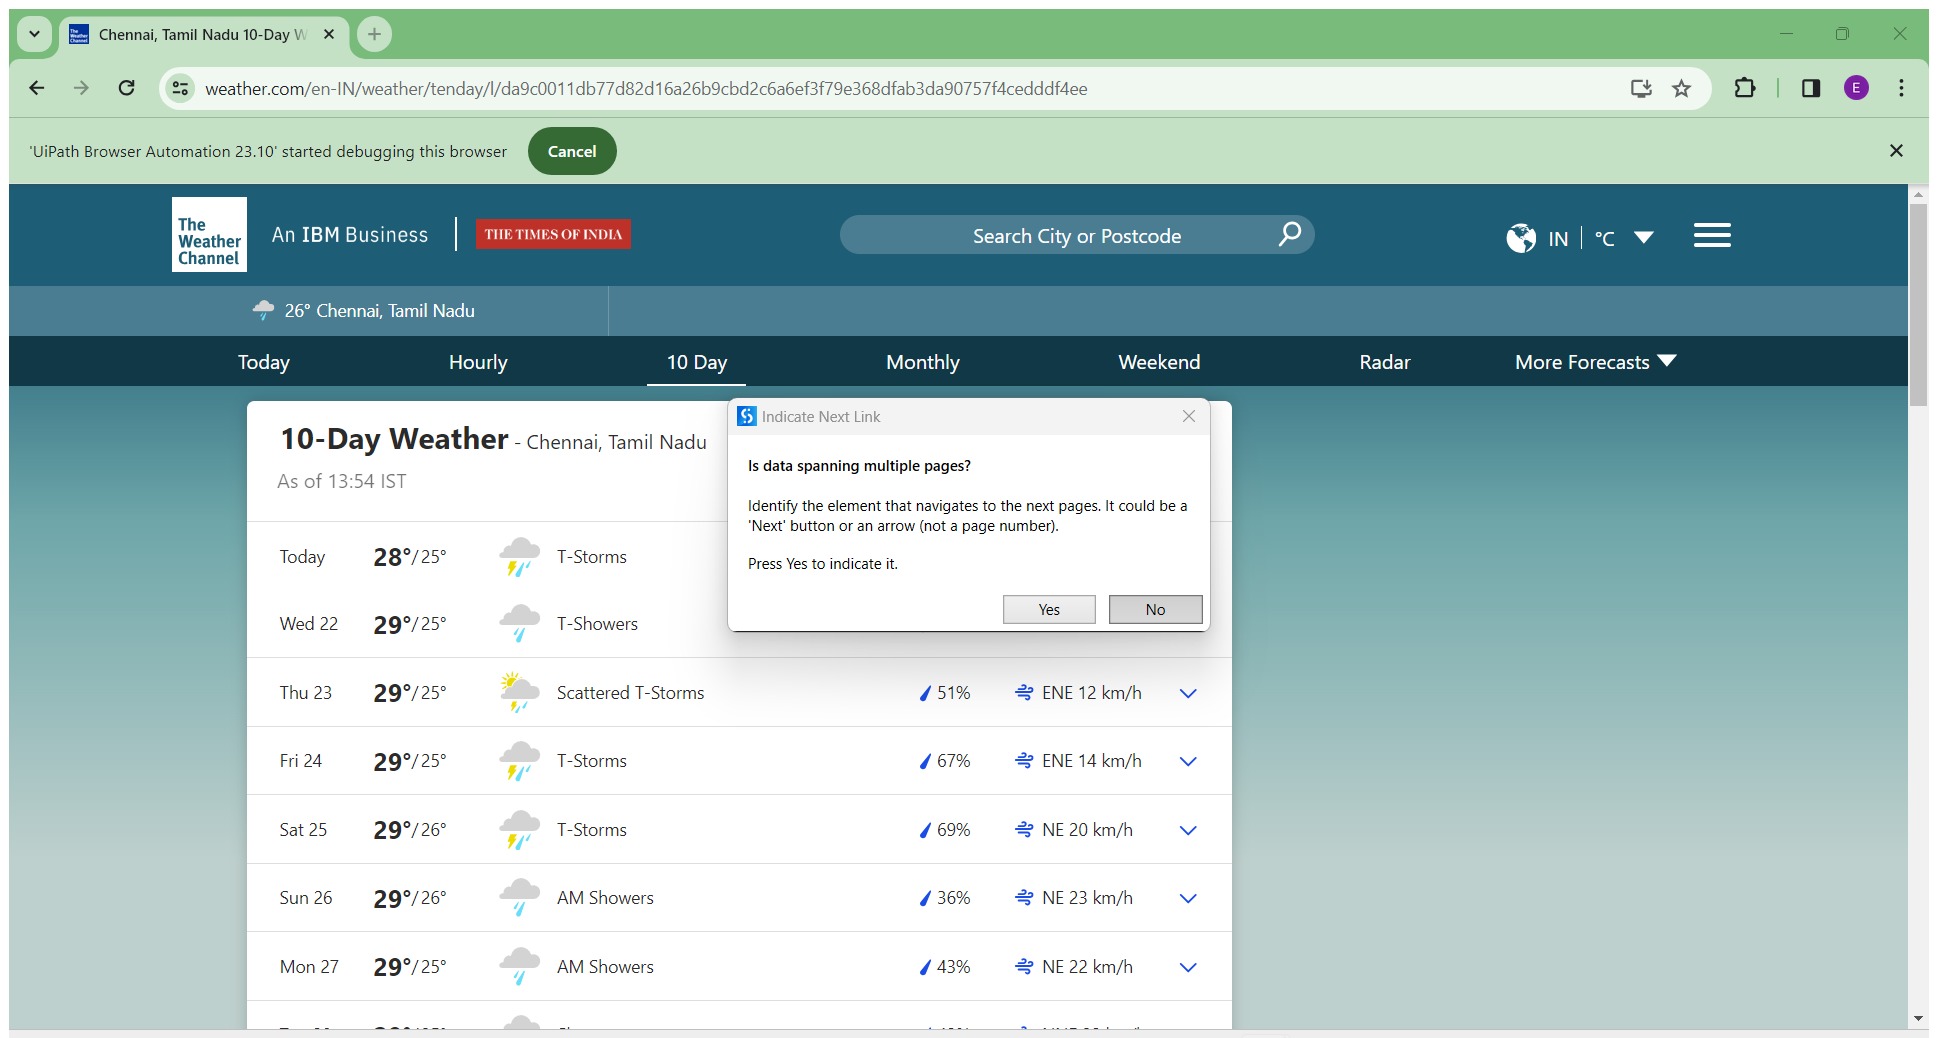 Chennai, Tamil Nadu 10-Day W
weather.com/en-IN/weather/tenday/l/da9c0011db77d82d16a26b9cbd2c6a6ef3f79e368dfab3da90757f4cedddf4ee
E
'UiPath Browser Automation 23.10' started debugging this browser
Cancel
The Weather Channel
An IBM Business
THE TIMES OF INDIA
Search City or Postcode
IN
°C
26° Chennai, Tamil Nadu
Today
Hourly
10 Day
Monthly
Weekend
Radar
More Forecasts
10-Day Weather - Chennai, Tamil Nadu
As of 13:54 IST
Indicate Next Link
Is data spanning multiple pages?
Identify the element that navigates to the next pages. It could be a
'Next' button or an arrow (not a page number).
Press Yes to indicate it.
Yes
No
Today 28°/25° T-Storms
Wed 22 29°/25° T-Showers
Thu 23 29°/25° Scattered T-Storms 51% ENE 12 km/h
Fri 24 29°/25° T-Storms 67% ENE 14 km/h
Sat 25 29°/26° T-Storms 69% NE 20 km/h
Sun 26 29°/26° AM Showers 36% NE 23 km/h
Mon 27 29°/25° AM Showers 43% NE 22 km/h